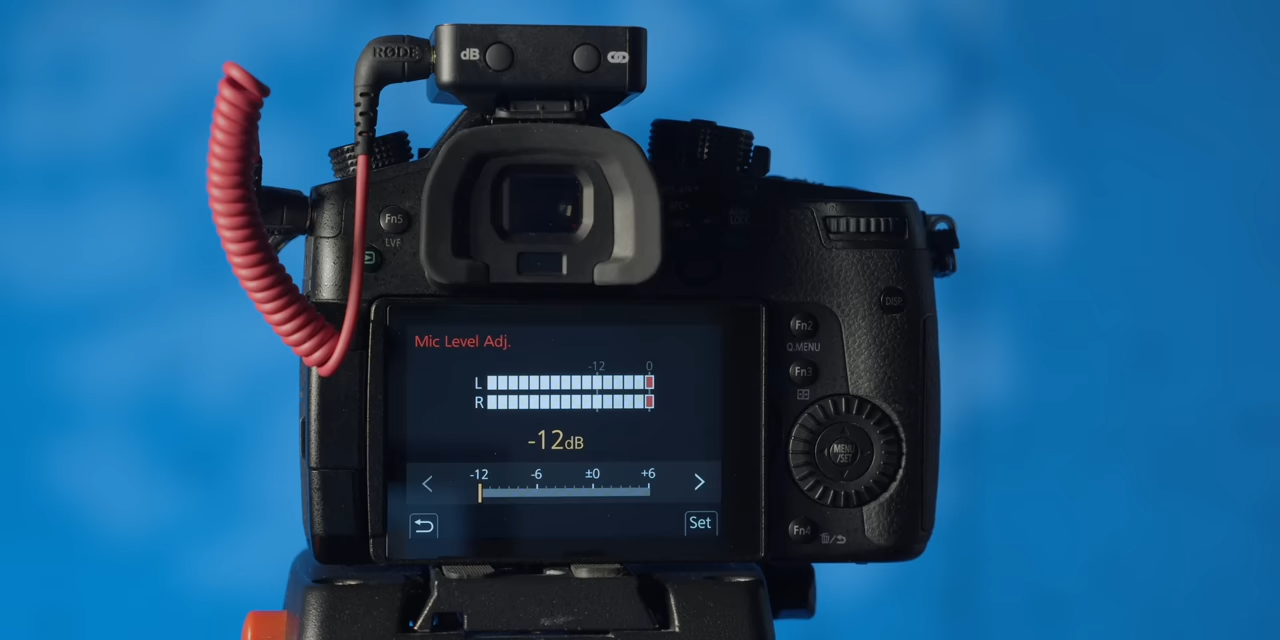 RØDE
dB
Fn5
LVF
DISP
Fn2
Q.MENU
Fn3
MENU
/SET
Fn4
Mic Level Adj.
-12 0
L
R
-12dB
-12 -6 ±0 +6
Set